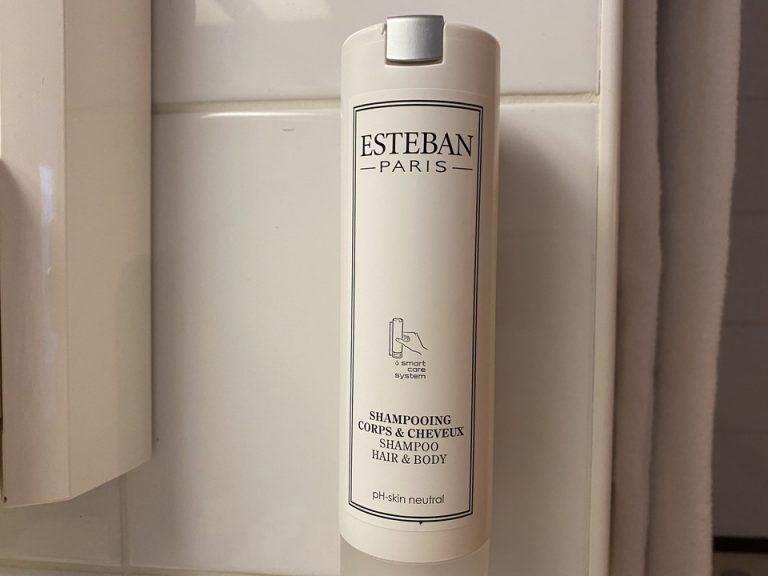 ESTEBAN
PARIS
smart
care
system
SHAMPOOING
CORPS & CHEVEUX
SHAMPOO
HAIR & BODY
pH-skin neutral